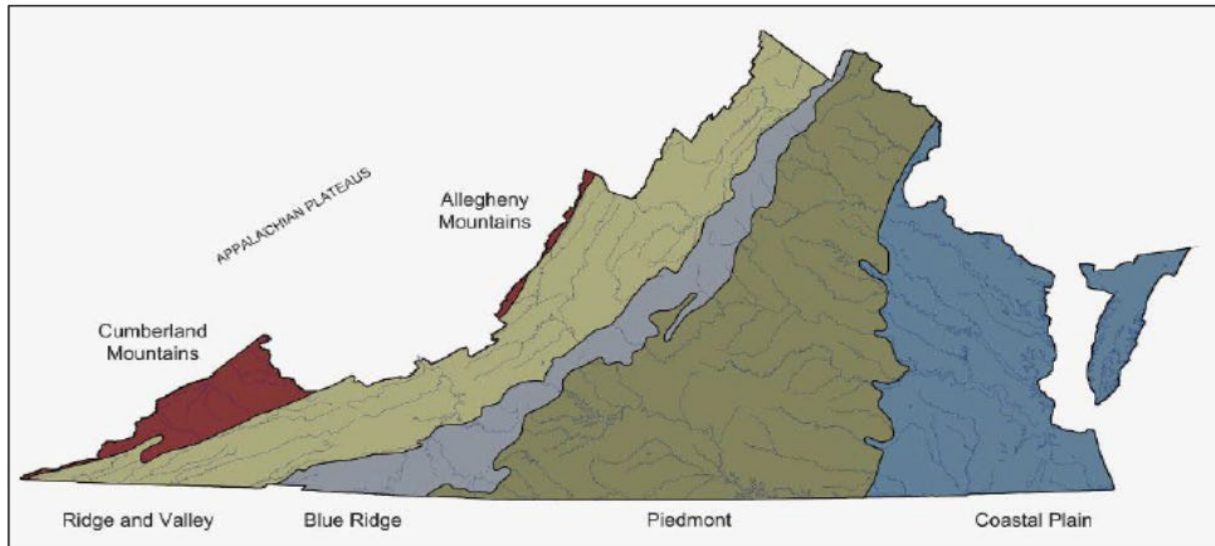 APPALACHIAN PLATEAUS
Allegheny
Mountains
Cumberland
Mountains
Ridge and Valley
Blue Ridge
Piedmont
Coastal Plain